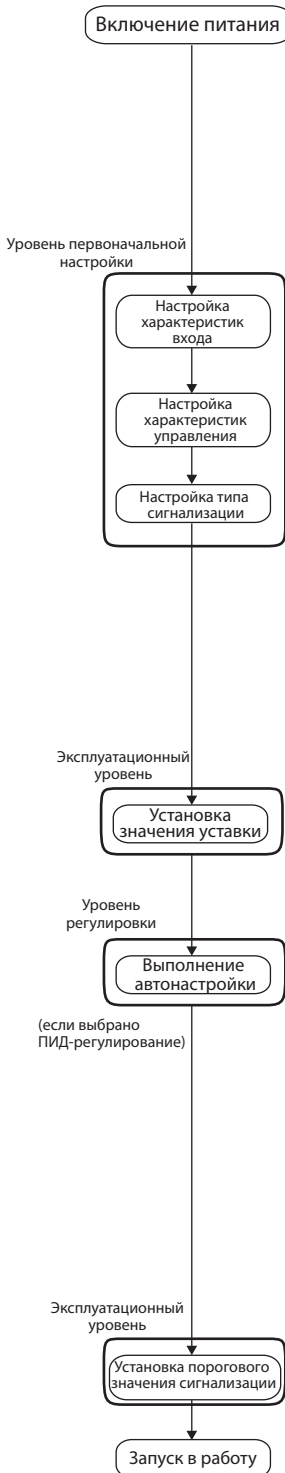 Включение питания
Уровень первоначальной
настройки
Настройка
характеристик
входа
Настройка
характеристик
управления
Настройка типа
сигнализации
Эксплуатационный
уровень
Установка
значения уставки
Уровень
регулировки
Выполнение
автонастройки
(если выбрано
ПИД-регулирование)
Эксплуатационный
уровень
Установка порогового
значения сигнализации
Запуск в работу